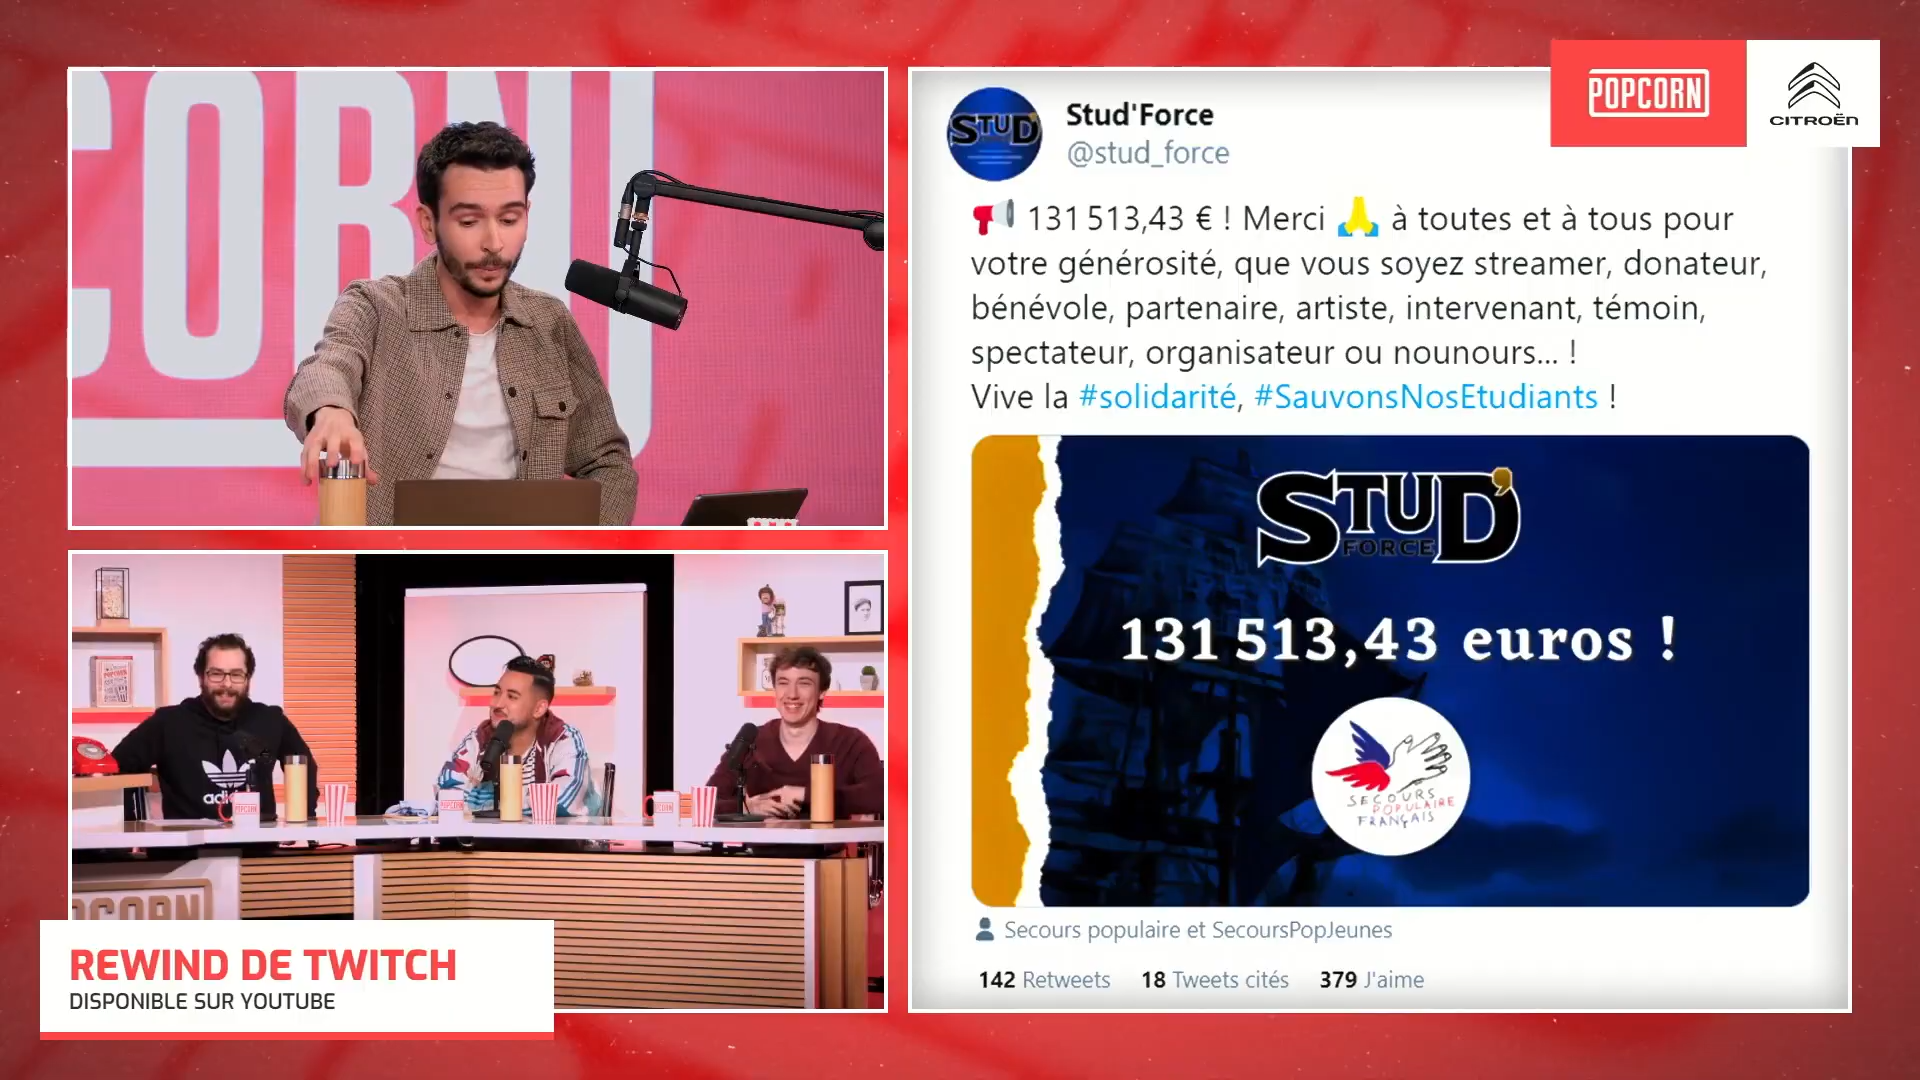 POPCORN
CITROËN
CORN
STUD'
Stud'Force
@stud_force
131 513,43 € ! Merci à toutes et à tous pour
votre générosité, que vous soyez streamer, donateur,
bénévole, partenaire, artiste, intervenant, témoin,
spectateur, organisateur ou nounours... !
Vive la #solidarité, #SauvonsNosEtudiants !
STUD'
FORCE
131 513,43 euros !
SECOURS
POPULAIRE
FRANÇAIS
Secours populaire et SecoursPopJeunes
142 Retweets 18 Tweets cités 379 J'aime
POPCORN
REWIND DE TWITCH
DISPONIBLE SUR YOUTUBE